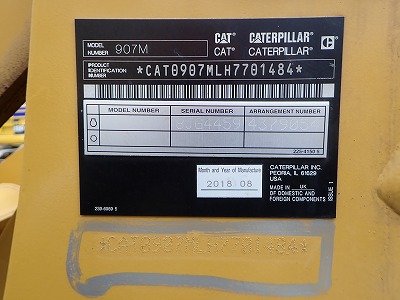 MODEL NUMBER 907M
CAT CATERPILLAR
CAT® CATERPILLAR®
PRODUCT IDENTIFICATION NUMBER *CAT0907MLH7701484*
MODEL NUMBER SERIAL NUMBER ARRANGEMENT NUMBER
225-4150 5
Month and Year of Manufacture
2018 08
CATERPILLAR INC.
PEORIA, IL 61629
USA
MADE IN UK
OF DOMESTIC AND
FOREIGN COMPONENTS
ISSUE 1
*CAT0907MLH7701484*